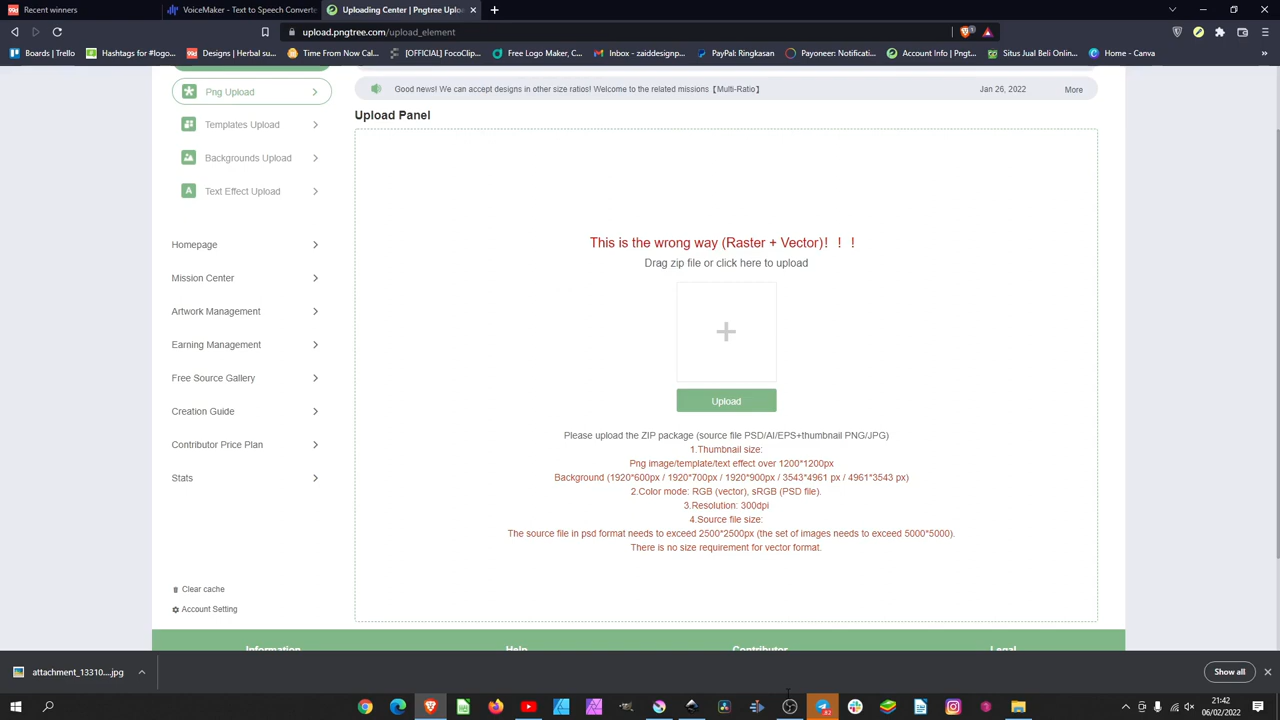 Recent winners
Text to Speech Converte
Uploading Center | Pngtree Upl
upload.pngtree.com/upload_element
Boards | Trello
Hashtags for #logo...
99d Designs | Herbal su...
Time From Now to...
[OFFICIAL] FocoClip...
Free Logo Maker, C...
Inbox - zaiddesign...
PayPal: Ringkasan
Payoneer: Notificat...
Account Info | Pngt...
Situs Jual Beli Onlin...
Home - Canva
Png Upload
Templates Upload
Backgrounds Upload
Text Effect Upload
Homepage
Mission Center
Artwork Management
Earning Management
Free Source Gallery
Creation Guide
Contributor Price Plan
Stats
Clear cache
Account Setting
Good news! We can accept designs in other size ratios! Welcome to the related missions【Multi-Ratio】
Jan 26, 2022
More
Upload Panel
This is the wrong way (Raster + Vector)！！！
Drag zip file or click here to upload
Upload
Please upload the ZIP package (source file PSD/AI/EPS+thumbnail PNG/JPG)
1.Thumbnail size:
Png image/template/text effect over 1200*1200px
Background (1920*600px / 1920*700px / 1920*900px / 3543*4961 px / 4961*3543 px)
2.Color mode: RGB (vector), sRGB (PSD file).
3.Resolution: 300dpi
4.Source file size:
The source file in psd format needs to exceed 2500*2500px (the set of images needs to exceed 5000*5000).
There is no size requirement for vector format.
Information
Help
Contributor
Legal
attachment_13310....jpg
Show all
21:42
06/02/2022